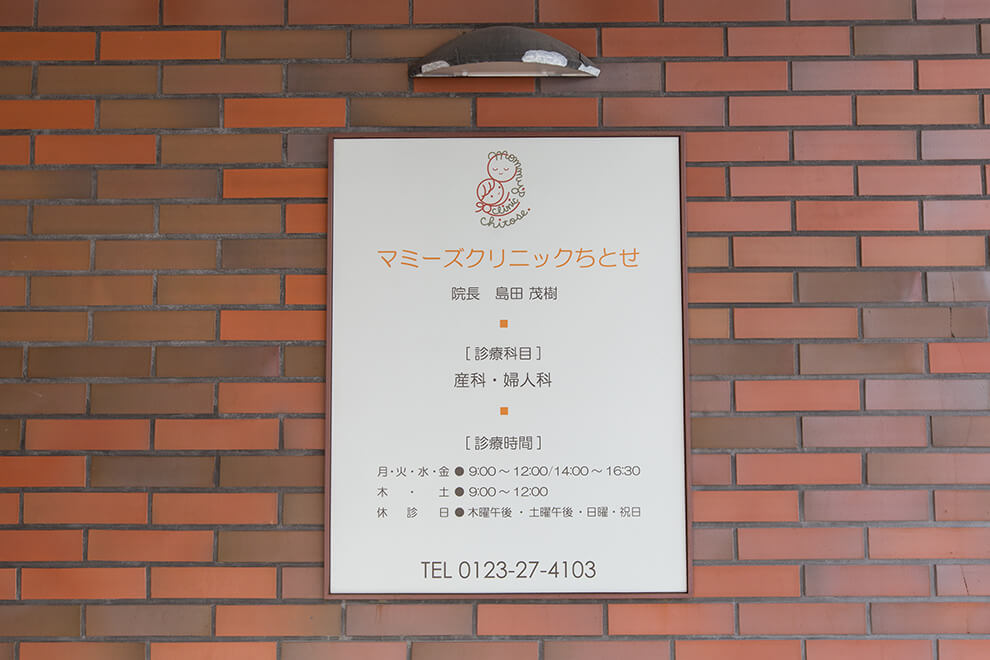 mommy's
clinic
chitose.
マミーズクリニックちとせ
院長 島田 茂樹
[ 診療科目 ]
産科・婦人科
[ 診療時間 ]
月・火・水・金 ● 9:00〜12:00/14:00〜16:30
木・土 ● 9:00〜12:00
休診日 ● 木曜午後・土曜午後・日曜・祝日
TEL 0123-27-4103